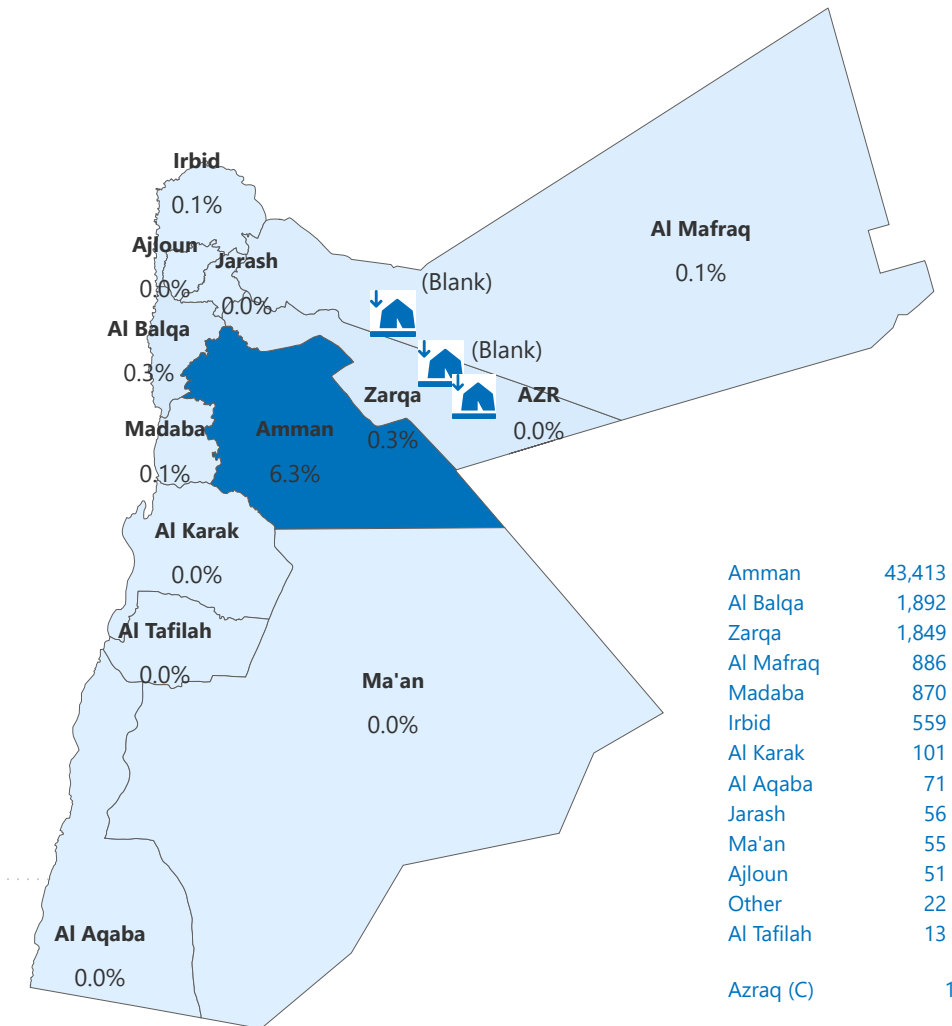 Irbid
0.1%
Ajloun
0.0%
Jarash
0.0%
Al Mafraq
0.1%
(Blank)
(Blank)
Al Balqa
0.3%
Zarqa
0.3%
AZR
0.0%
Madaba
0.1%
Amman
6.3%
Al Karak
0.0%
Al Tafilah
0.0%
Ma'an
0.0%
Al Aqaba
0.0%
Amman 43,413
Al Balqa 1,892
Zarqa 1,849
Al Mafraq 886
Madaba 870
Irbid 559
Al Karak 101
Al Aqaba 71
Jarash 56
Ma'an 55
Ajloun 51
Other 22
Al Tafilah 13
Azraq (C) 1